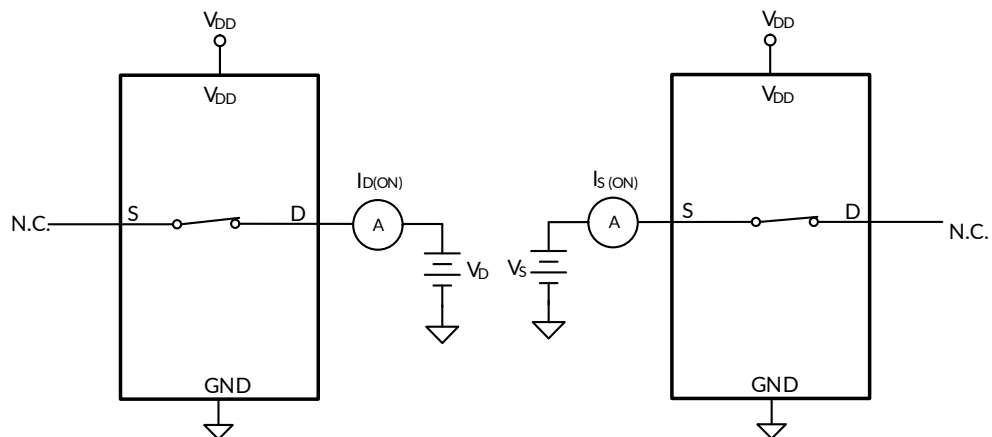 VDD
VDD
ID(ON)
S
D
A
N.C.
VD
GND
VDD
VDD
IS (ON)
A
S
D
N.C.
VS
GND